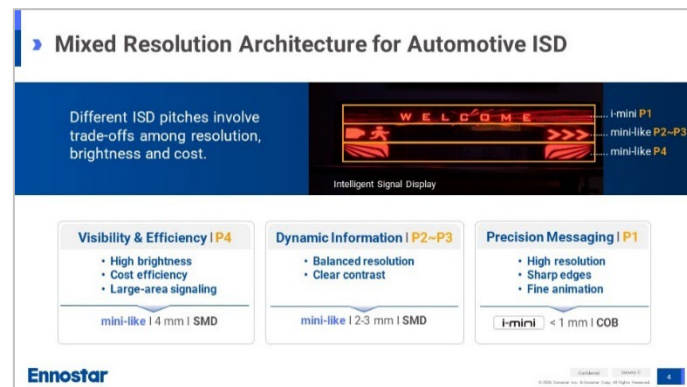 Mixed Resolution Architecture for Automotive ISD
Different ISD pitches involve
trade-offs among resolution,
brightness and cost.
WELCOME
i-mini P1
mini-like P2~P3
mini-like P4
Intelligent Signal Display
Visibility & Efficiency | P4
• High brightness
• Cost efficiency
• Large-area signaling
mini-like | 4 mm | SMD
Dynamic Information | P2~P3
• Balanced resolution
• Clear contrast
mini-like | 2-3 mm | SMD
Precision Messaging | P1
• High resolution
• Sharp edges
• Fine animation
i-mini < 1 mm | COB
Ennostar
Confidential
4